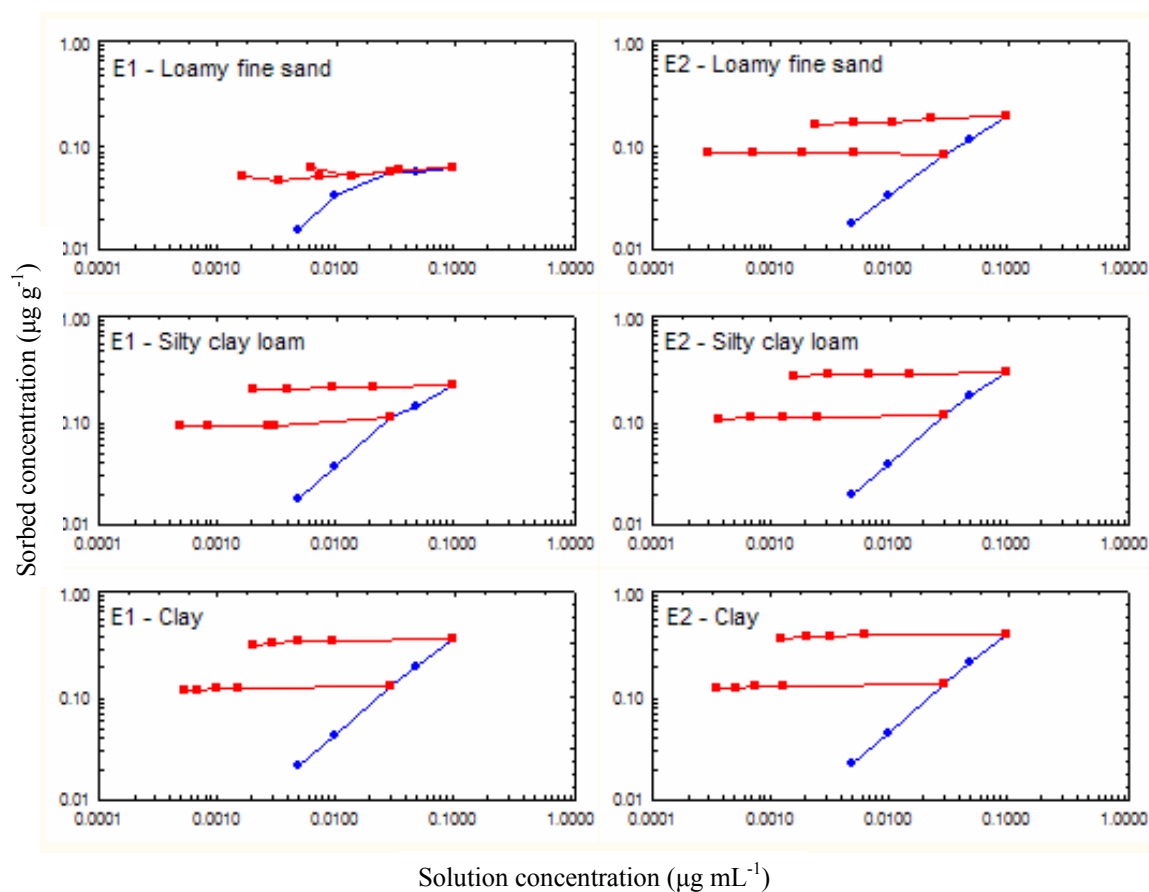 Sorbed concentration (µg g-1)
1.00
0.10
0.01
E1 - Loamy fine sand
0.0001 0.0010 0.0100 0.1000 1.0000
1.00
0.10
0.01
E2 - Loamy fine sand
0.0001 0.0010 0.0100 0.1000 1.0000
1.00
0.10
0.01
E1 - Silty clay loam
0.0001 0.0010 0.0100 0.1000 1.0000
1.00
0.10
0.01
E2 - Silty clay loam
0.0001 0.0010 0.0100 0.1000 1.0000
1.00
0.10
0.01
E1 - Clay
0.0001 0.0010 0.0100 0.1000 1.0000
1.00
0.10
0.01
E2 - Clay
0.0001 0.0010 0.0100 0.1000 1.0000
Solution concentration (µg mL-1)